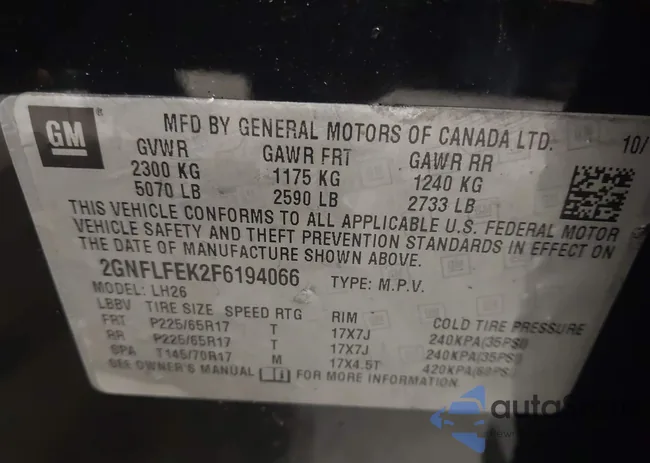 GM
MFD BY GENERAL MOTORS OF CANADA LTD. 10/
GVWR GAWR FRT GAWR RR
2300 KG 1175 KG 1240 KG
5070 LB 2590 LB 2733 LB
THIS VEHICLE CONFORMS TO ALL APPLICABLE U.S. FEDERAL MOTOR
VEHICLE SAFETY AND THEFT PREVENTION STANDARDS IN EFFECT ON
THE DATE OF MANUFACTURE SHOWN ABOVE.
2GNFLFEK2F6194066 TYPE: M.P.V.
MODEL: LH26
LBBV TIRE SIZE SPEED RTG RIM COLD TIRE PRESSURE
FRT P225/65R17 T 17X7J 240KPA(35PSI)
RR P225/65R17 T 17X7J 240KPA(35PSI)
SPA T145/70R17 M 17X4.5T 420KPA(60PSI)
SEE OWNER'S MANUAL FOR MORE INFORMATION